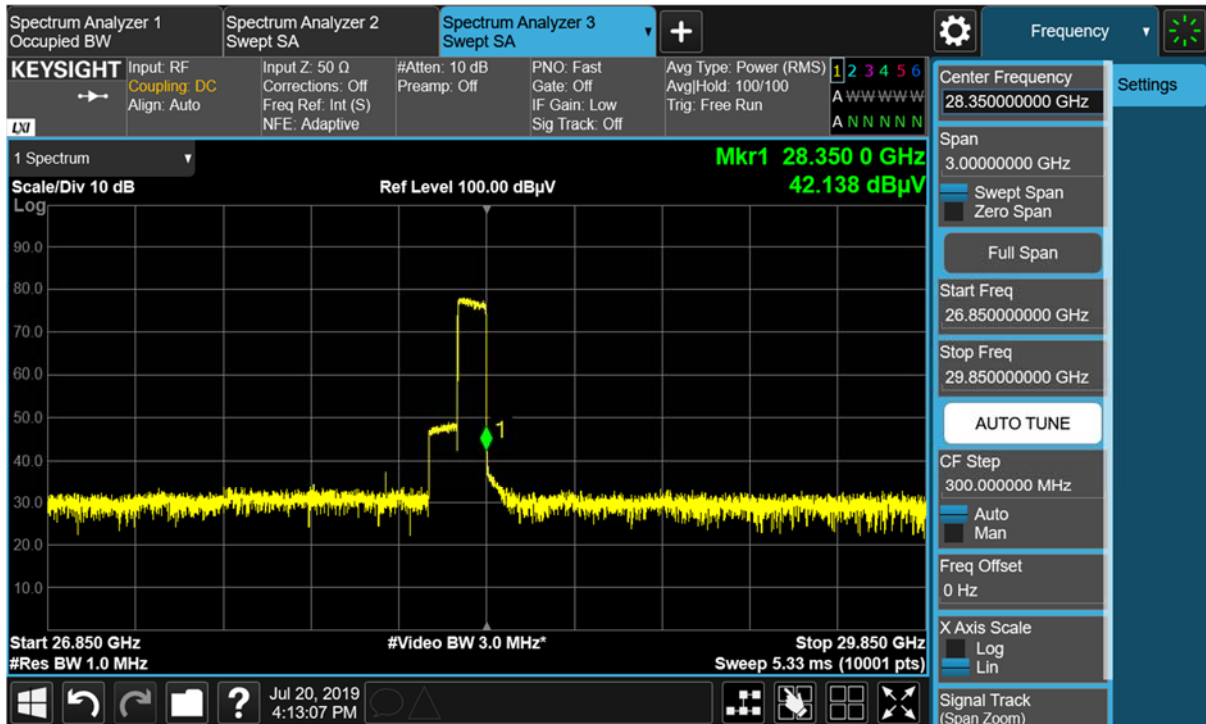 Spectrum Analyzer 1
Occupied BW
Spectrum Analyzer 2
Swept SA
Spectrum Analyzer 3
Swept SA
Frequency
KEYSIGHT
LXI
Input: RF
Coupling: DC
Align: Auto
Input Z: 50 Ω
Corrections: Off
Freq Ref: Int (S)
NFE: Adaptive
#Atten: 10 dB
Preamp: Off
PNO: Fast
Gate: Off
IF Gain: Low
Sig Track: Off
Avg Type: Power (RMS)
Avg|Hold: 100/100
Trig: Free Run
1 2 3 4 5 6
A W W W W W
A N N N N N
1 Spectrum
Scale/Div 10 dB
Ref Level 100.00 dBµV
Mkr1 28.350 0 GHz
42.138 dBµV
Log
90.0
80.0
70.0
60.0
50.0
40.0
30.0
20.0
10.0
1
Start 26.850 GHz
#Res BW 1.0 MHz
#Video BW 3.0 MHz*
Stop 29.850 GHz
Sweep 5.33 ms (10001 pts)
Jul 20, 2019
4:13:07 PM
?
Center Frequency
28.350000000 GHz
Span
3.00000000 GHz
Swept Span
Zero Span
Full Span
Start Freq
26.850000000 GHz
Stop Freq
29.850000000 GHz
AUTO TUNE
CF Step
300.000000 MHz
Auto
Man
Freq Offset
0 Hz
X Axis Scale
Log
Lin
Signal Track
(Span Zoom)
Settings